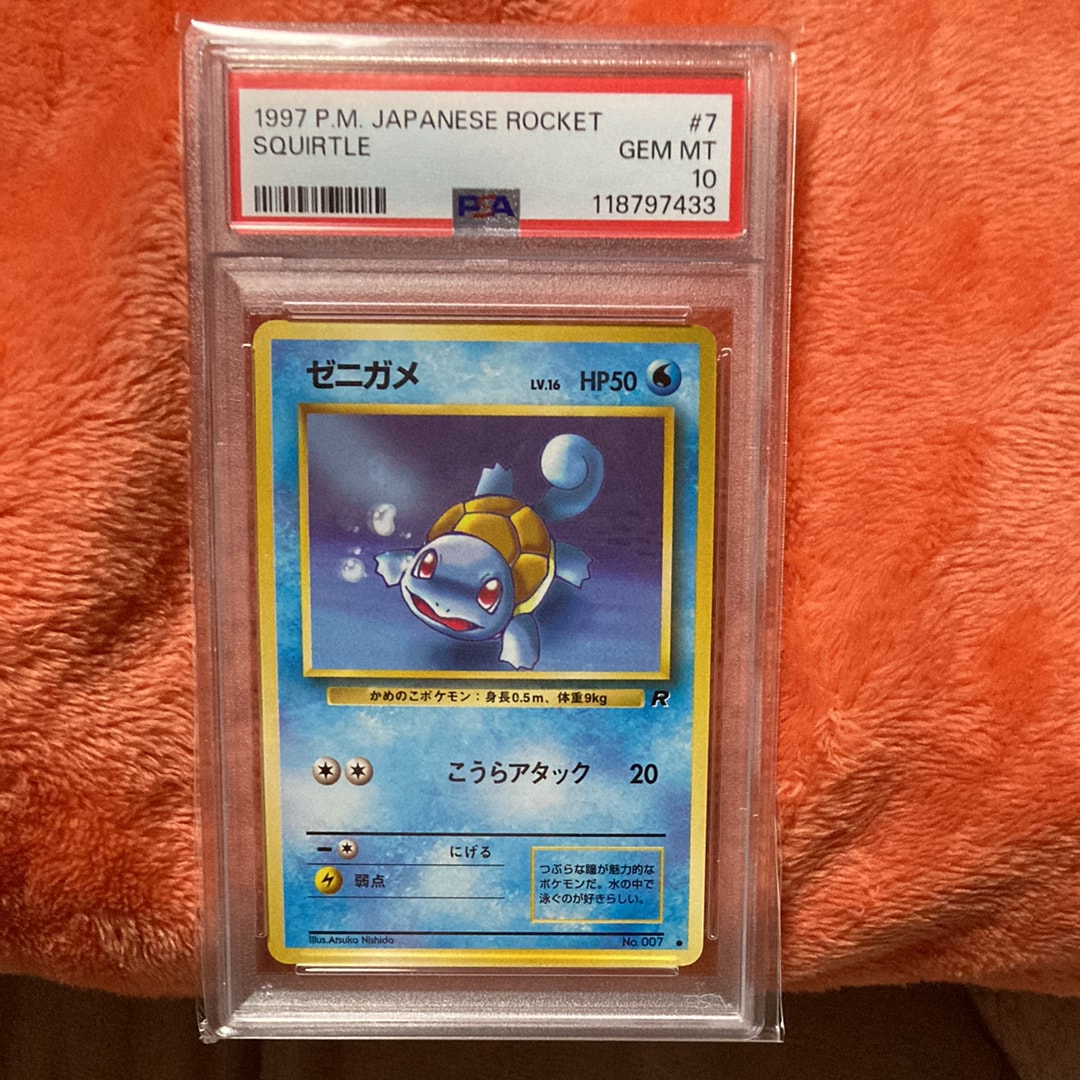 1997 P.M. JAPANESE ROCKET #7
SQUIRTLE GEM MT
10
PSA 118797433
ゼニガメ LV.16 HP50
かめのこポケモン：身長0.5m、体重9kg R
こうらアタック 20
にげる
弱点
つぶらな瞳が魅力的な
ポケモンだ。水の中で
泳ぐのが好きらしい。
Illus.Atsuko Nishida No. 007